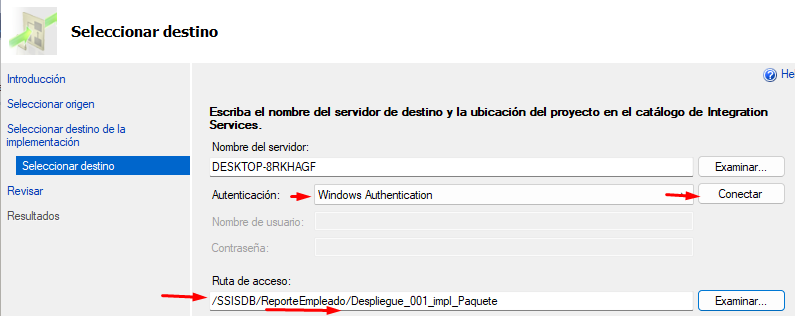 Seleccionar destino
Introducción
Seleccionar origen
Seleccionar destino de la
implementación
Seleccionar destino
Revisar
Resultados
He
Escriba el nombre del servidor de destino y la ubicación del proyecto en el catálogo de Integration
Services.
Nombre del servidor:
DESKTOP-8RKHAGF
Examinar...
Autenticación:
Windows Authentication
Conectar
Nombre de usuario:
Contraseña:
Ruta de acceso:
/SSISDB/ReporteEmpleado/Despliegue_001_impl_Paquete
Examinar...